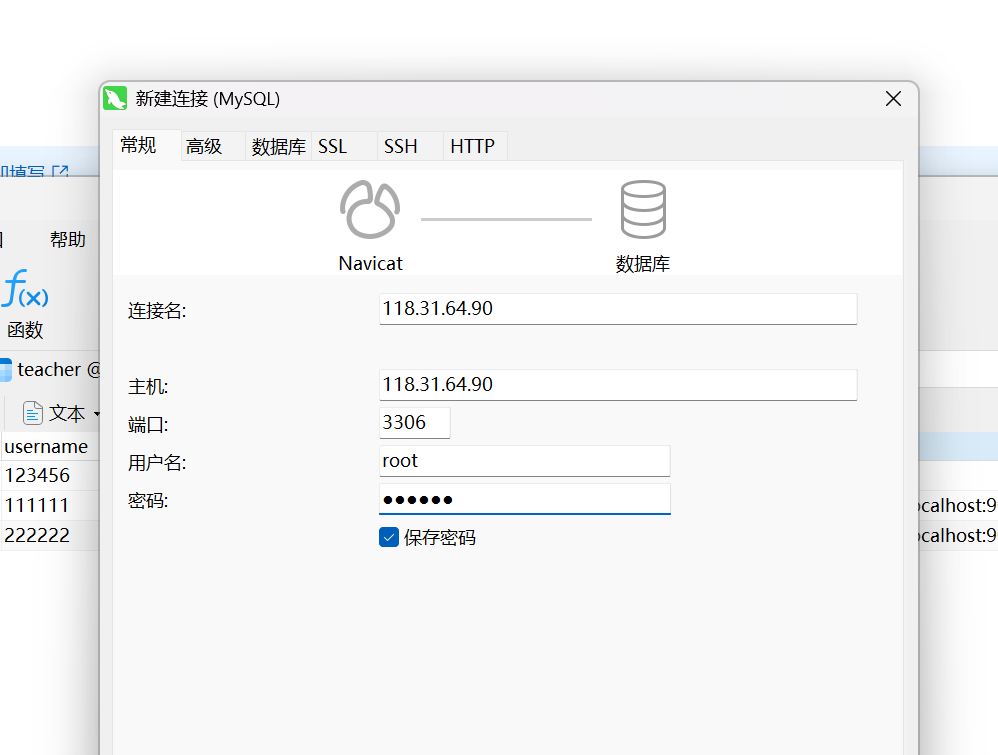 新建连接 (MySQL)
常规 高级 数据库 SSL SSH HTTP
填写
帮助
Navicat 数据库
函数
连接名: 118.31.64.90
teacher @
主机: 118.31.64.90
文本
端口: 3306
username
用户名: root
123456
密码: ●●●●●●
111111
ocalhost:9
222222
保存密码
ocalhost:9